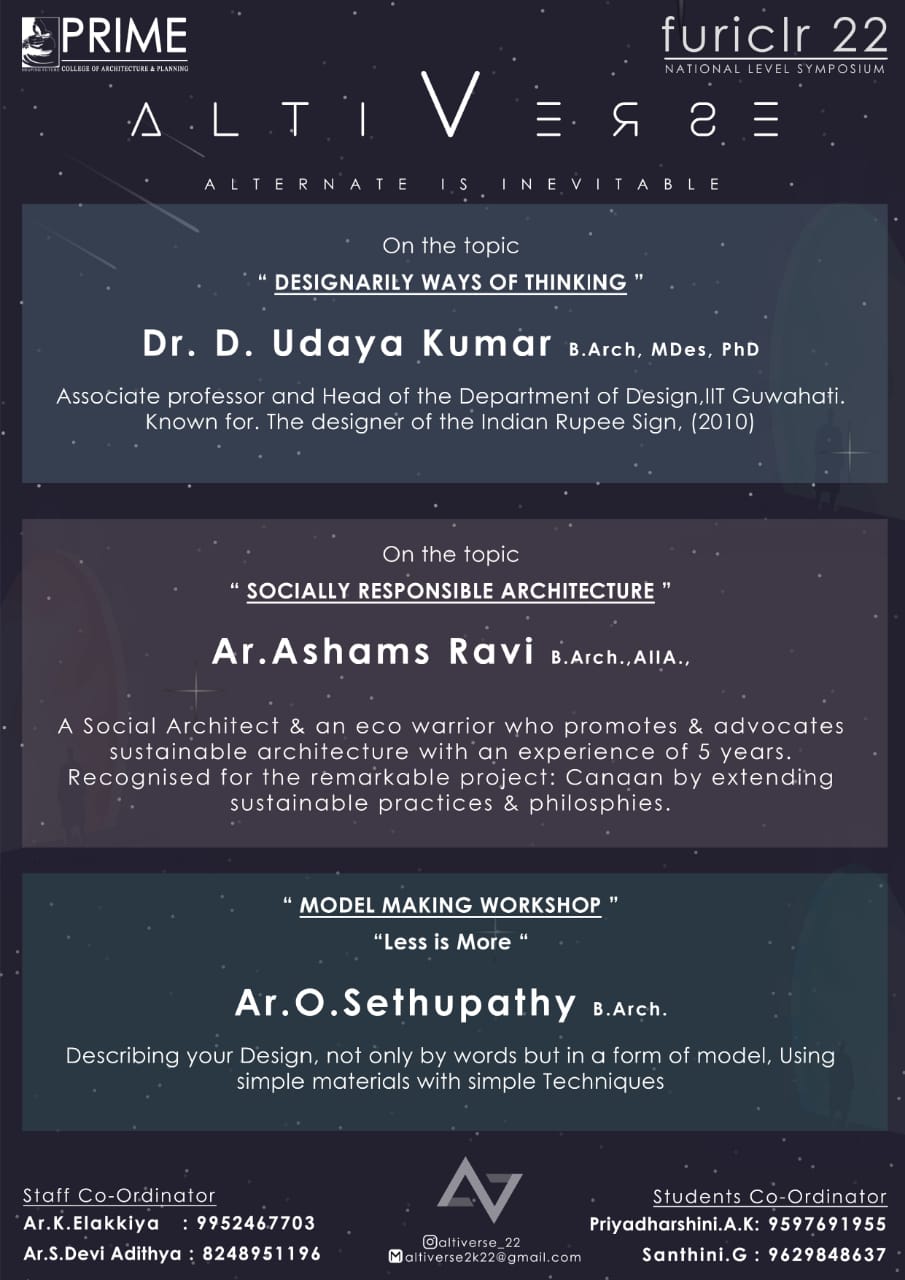 PRIME
COLLEGE OF ARCHITECTURE & PLANNING
furiclr 22
NATIONAL LEVEL SYMPOSIUM
ALTIVERSE
ALTERNATE IS INEVITABLE
On the topic
“ DESIGNARILY WAYS OF THINKING ”
Dr. D. Udaya Kumar B.Arch, MDes, PhD
Associate professor and Head of the Department of Design,IIT Guwahati.
Known for. The designer of the Indian Rupee Sign, (2010)
On the topic
“ SOCIALLY RESPONSIBLE ARCHITECTURE ”
Ar.Ashams Ravi B.Arch.,AIIA.,
A Social Architect & an eco warrior who promotes & advocates
sustainable architecture with an experience of 5 years.
Recognised for the remarkable project: Canaan by extending
sustainable practices & philosphies.
“ MODEL MAKING WORKSHOP ”
“Less is More “
Ar.O.Sethupathy B.Arch.
Describing your Design, not only by words but in a form of model, Using
simple materials with simple Techniques
Staff Co-Ordinator
Ar.K.Elakkiya : 9952467703
Ar.S.Devi Adithya : 8248951196
altiverse_22
altiverse2k22@gmail.com
Students Co-Ordinator
Priyadharshini.A.K: 9597691955
Santhini.G : 9629848637